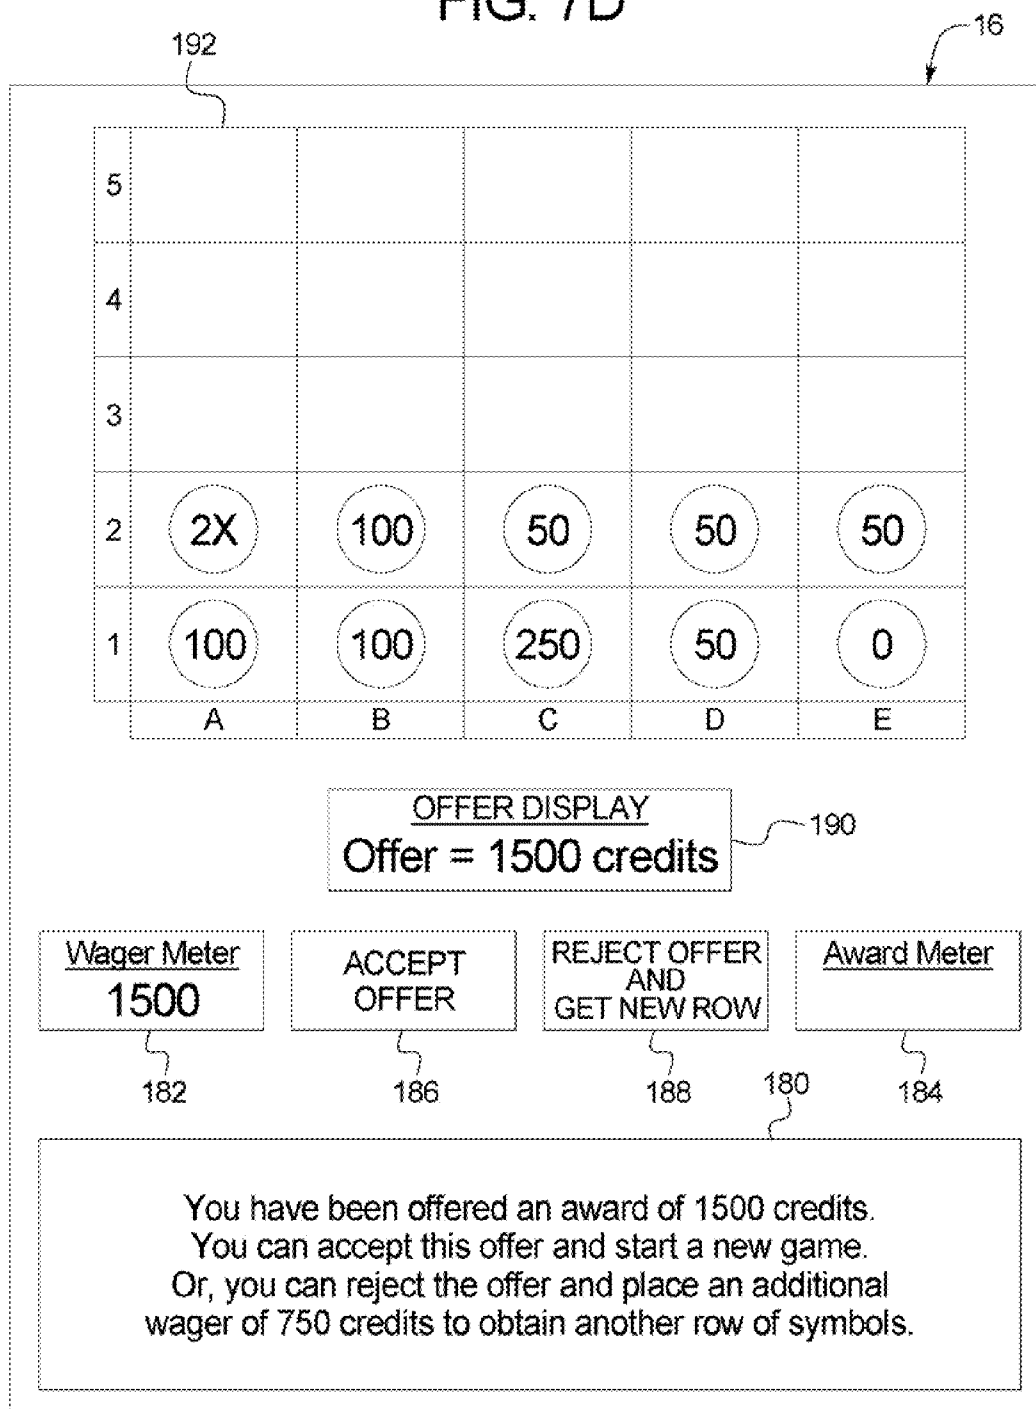 FIG. 7D
16
192
5
4
3
2 2X 100 50 50 50
1 100 100 250 50 0
A B C D E
OFFER DISPLAY
Offer = 1500 credits
190
Wager Meter
1500
ACCEPT
OFFER
REJECT OFFER
AND
GET NEW ROW
Award Meter
182
186
188
184
180
You have been offered an award of 1500 credits.
You can accept this offer and start a new game.
Or, you can reject the offer and place an additional
wager of 750 credits to obtain another row of symbols.